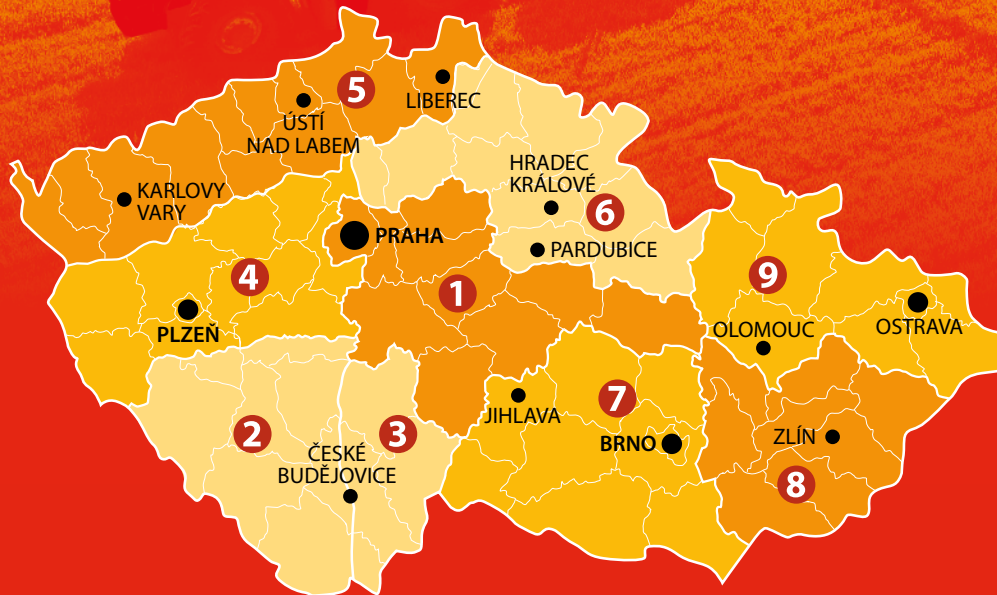 5
LIBEREC
ÚSTÍ
NAD LABEM
HRADEC
KRÁLOVÉ
KARLOVY
VARY
6
PRAHA
PARDUBICE
4
1
9
PLZEŇ
OLOMOUC
OSTRAVA
7
JIHLAVA
2
3
BRNO
ZLÍN
ČESKÉ
BUDĚJOVICE
8